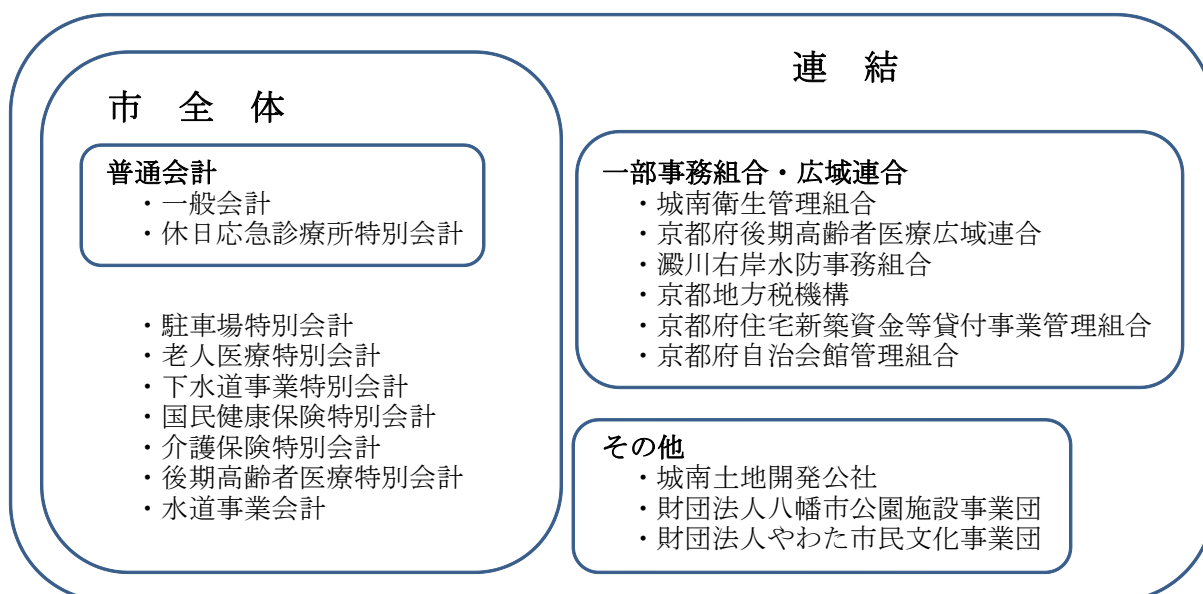 連 結
市 全 体
普通会計
・一般会計
・休日応急診療所特別会計
・駐車場特別会計
・老人医療特別会計
・下水道事業特別会計
・国民健康保険特別会計
・介護保険特別会計
・後期高齢者医療特別会計
・水道事業会計
一部事務組合・広域連合
・城南衛生管理組合
・京都府後期高齢者医療広域連合
・澱川右岸水防事務組合
・京都地方税機構
・京都府住宅新築資金等貸付事業管理組合
・京都府自治会館管理組合
その他
・城南土地開発公社
・財団法人八幡市公園施設事業団
・財団法人やわた市民文化事業団